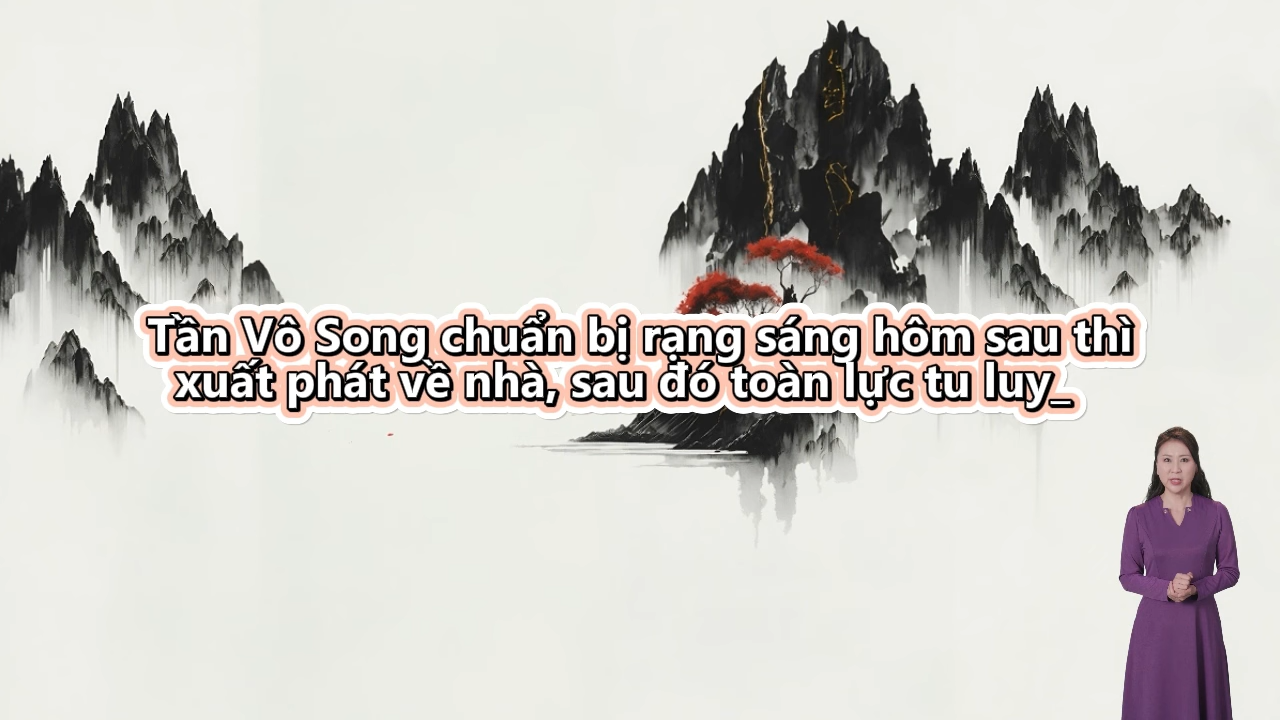 Tần Vô Song chuẩn bị rạng sáng hôm sau thì
xuất phát về nhà, sau đó toàn lực tu luy_